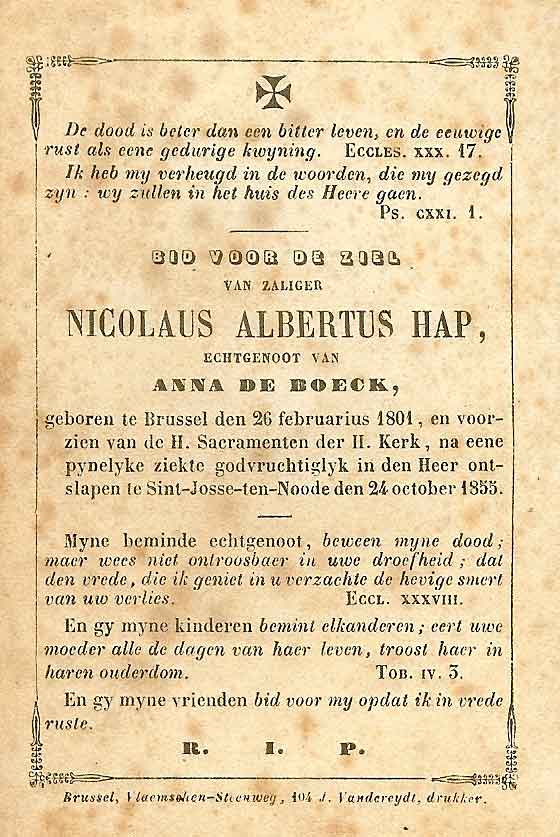 De dood is beter dan een bitter leven, en de eeuwige
rust als eene gedurige kwyning. ECCLES. XXX. 17.
Ik heb my verheugd in de woorden, die my gezegd
zyn : wy zullen in het huis des Heere gaen.
Ps. CXXI. 1.
BID VOOR DE ZIEL
VAN ZALIGER
NICOLAUS ALBERTUS HAP,
ECHTGENOOT VAN
ANNA DE BOECK,
geboren te Brussel den 26 februarius 1801, en voor-
zien van de H. Sacramenten der H. Kerk, na eene
pynelyke ziekte godvruchtiglyk in den Heer ont-
slapen te Sint-Josse-ten-Noode den 24 october 1855.
Myne beminde echtgenoot, beween myne dood;
maer wees niet ontroosbaer in uwe droefheid; dat
den vrede, die ik geniet in u verzachte de hevige smert
van uw verlies. ECCL. XXXVIII.
En gy myne kinderen bemint elkanderen; eert uwe
moeder alle de dagen van haer leven, troost haer in
haren ouderdom. TOB. IV. 3.
En gy myne vrienden bid voor my opdat ik in vrede
ruste.
R. I. P.
Brussel, Vlaemschen-Steenweg, 104 J. Vandereydt, drukker.